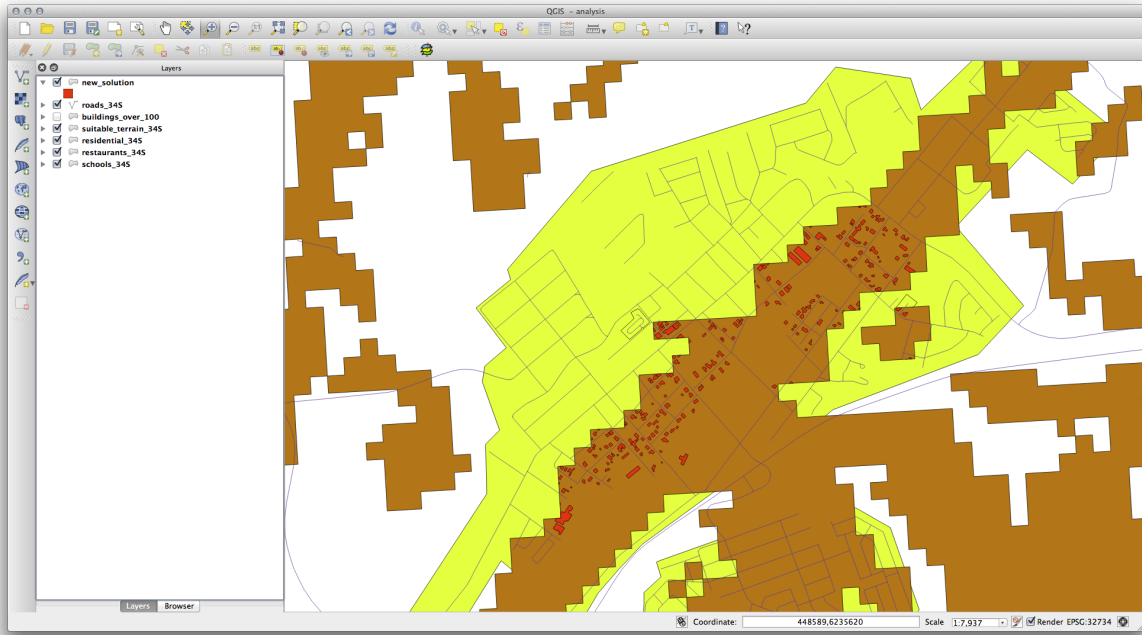 QGIS - analysis
Layers
new_solution
roads_34S
buildings_over_100
suitable_terrain_34S
residential_34S
restaurants_34S
schools_34S
Layers Browser
Coordinate: 448589,6235620 Scale 1:7,937 Render EPSG:32734